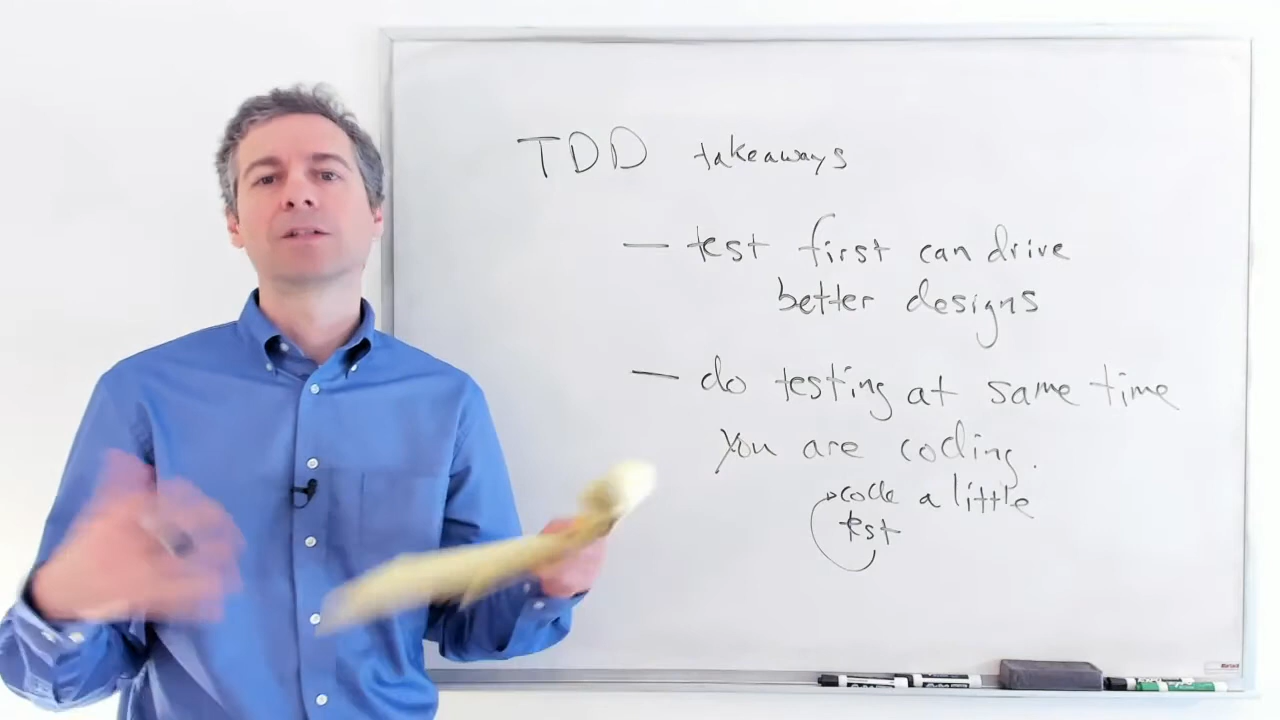 TDD takeaways
— test first can drive
better designs
— do testing at same time
you are coding.
code a little
test